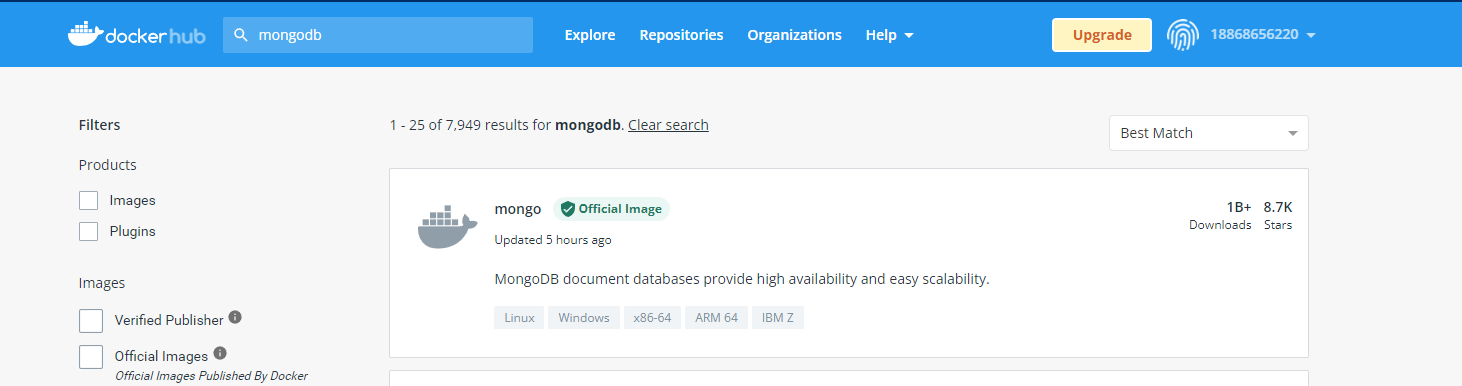 docker hub mongodb Explore Repositories Organizations Help Upgrade 18868656220
Filters
1 - 25 of 7,949 results for mongodb. Clear search
Best Match
Products
Images
Plugins
Images
Verified Publisher
Official Images
Official Images Published By Docker
mongo Official Image
Updated 5 hours ago
MongoDB document databases provide high availability and easy scalability.
Linux Windows x86-64 ARM 64 IBM Z
1B+ 8.7K
Downloads Stars